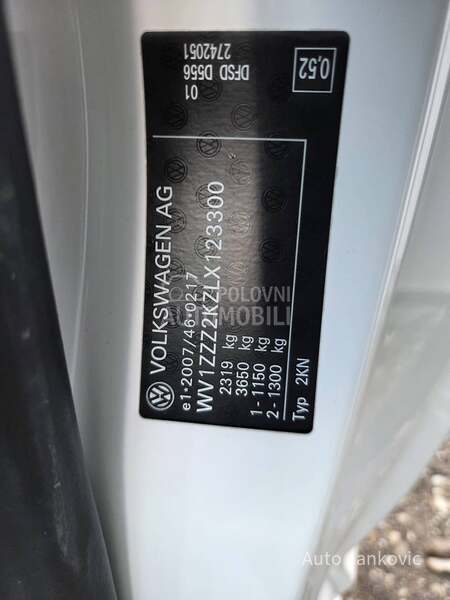 01
DFSD D556
2742051
0,52
VOLKSWAGEN AG
e1*2007/46*0217
WV1ZZZ2KZLX123300
2319 kg
3650 kg
1- 1150 kg
2- 1300 kg
Typ 2KN
POLOVNI
AUTOMOBILI
Auto Jankovic